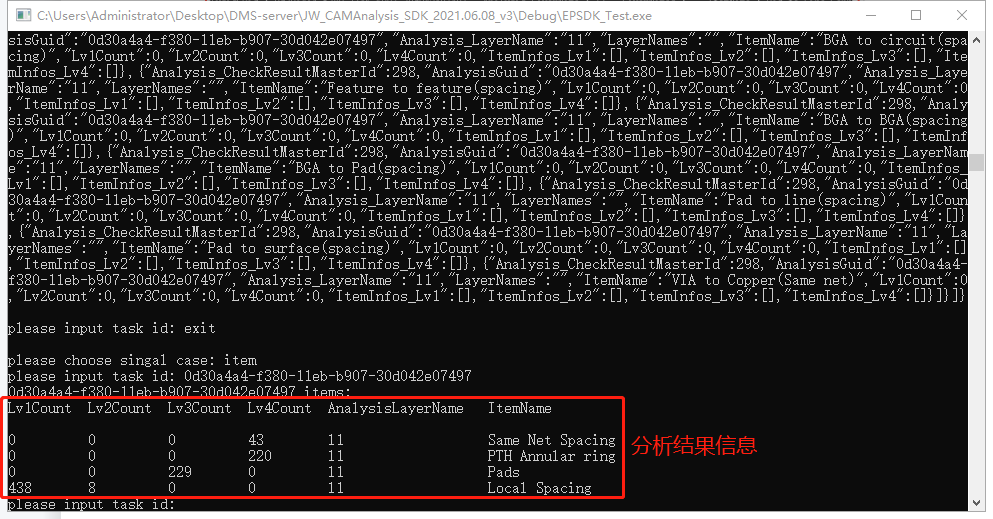 C:\Users\Administrator\Desktop\DMS-server\JW_CAMAnalysis_SDK_2021.06.08_v3\Debug\EPSDK_Test.exe
sisGuid":"0d30a4a4-f380-11eb-b907-30d042e07497","Analysis_LayerName":"11","LayerNames":"","ItemName":"BGA to circuit(spa
cing)","Lv1Count":0,"Lv2Count":0,"Lv3Count":0,"Lv4Count":0,"ItemInfos_Lv1":[],"ItemInfos_Lv2":[],"ItemInfos_Lv3":[],"Ite
mInfos_Lv4":[]},{"Analysis_CheckResultMasterId":298,"AnalysisGuid":"0d30a4a4-f380-11eb-b907-30d042e07497","Analysis_Laye
rName":"11","LayerNames":"","ItemName":"Feature to feature(spacing)","Lv1Count":0,"Lv2Count":0,"Lv3Count":0,"Lv4Count":0
,"ItemInfos_Lv1":[],"ItemInfos_Lv2":[],"ItemInfos_Lv3":[],"ItemInfos_Lv4":[]},{"Analysis_CheckResultMasterId":298,"Analy
sisGuid":"0d30a4a4-f380-11eb-b907-30d042e07497","Analysis_LayerName":"11","LayerNames":"","ItemName":"BGA to BGA(spacing
)","Lv1Count":0,"Lv2Count":0,"Lv3Count":0,"Lv4Count":0,"ItemInfos_Lv1":[],"ItemInfos_Lv2":[],"ItemInfos_Lv3":[],"ItemInf
os_Lv4":[]},{"Analysis_CheckResultMasterId":298,"AnalysisGuid":"0d30a4a4-f380-11eb-b907-30d042e07497","Analysis_LayerNam
e":"11","LayerNames":"","ItemName":"BGA to Pad(spacing)","Lv1Count":0,"Lv2Count":0,"Lv3Count":0,"Lv4Count":0,"ItemInfos_
Lv1":[],"ItemInfos_Lv2":[],"ItemInfos_Lv3":[],"ItemInfos_Lv4":[]},{"Analysis_CheckResultMasterId":298,"AnalysisGuid":"0d
30a4a4-f380-11eb-b907-30d042e07497","Analysis_LayerName":"11","LayerNames":"","ItemName":"Pad to line(spacing)","Lv1Coun
t":0,"Lv2Count":0,"Lv3Count":0,"Lv4Count":0,"ItemInfos_Lv1":[],"ItemInfos_Lv2":[],"ItemInfos_Lv3":[],"ItemInfos_Lv4":[]}
,{"Analysis_CheckResultMasterId":298,"AnalysisGuid":"0d30a4a4-f380-11eb-b907-30d042e07497","Analysis_LayerName":"11","La
yerNames":"","ItemName":"Pad to surface(spacing)","Lv1Count":0,"Lv2Count":0,"Lv3Count":0,"Lv4Count":0,"ItemInfos_Lv1":[]
,"ItemInfos_Lv2":[],"ItemInfos_Lv3":[],"ItemInfos_Lv4":[]},{"Analysis_CheckResultMasterId":298,"AnalysisGuid":"0d30a4a4-
f380-11eb-b907-30d042e07497","Analysis_LayerName":"11","LayerNames":"","ItemName":"VIA to Copper(Same net)","Lv1Count":0
,"Lv2Count":0,"Lv3Count":0,"Lv4Count":0,"ItemInfos_Lv1":[],"ItemInfos_Lv2":[],"ItemInfos_Lv3":[],"ItemInfos_Lv4":[]}]}]}
please input task id: exit
please choose singal case: item
please input task id: 0d30a4a4-f380-11eb-b907-30d042e07497
0d30a4a4-f380-11eb-b907-30d042e07497 items:
Lv1Count Lv2Count Lv3Count Lv4Count AnalysisLayerName ItemName
0 0 0 43 11 Same Net Spacing
0 0 0 220 11 PTH Annular ring
0 0 229 0 11 Pads
438 8 0 0 11 Local Spacing
分析结果信息
please input task id: